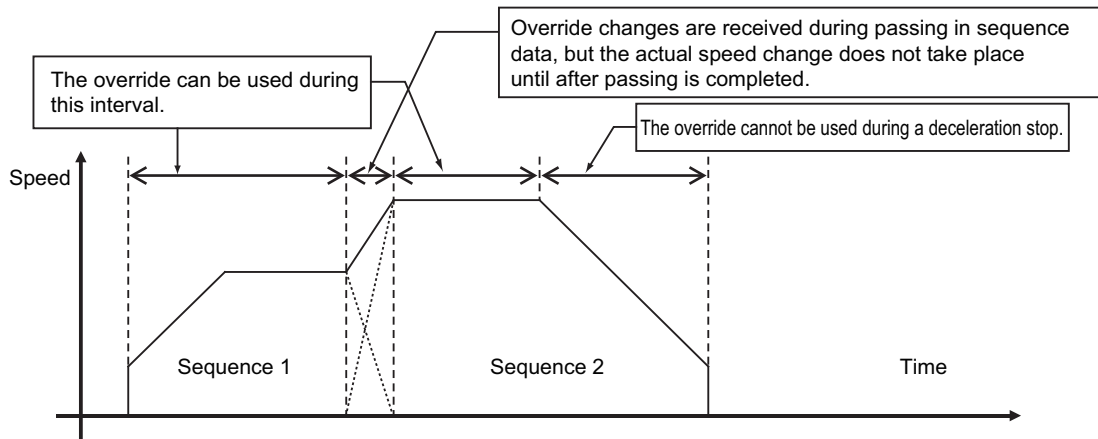 Override changes are received during passing in sequence
data, but the actual speed change does not take place
until after passing is completed.
The override can be used during
this interval.
The override cannot be used during a deceleration stop.
Speed
Sequence 1
Sequence 2
Time